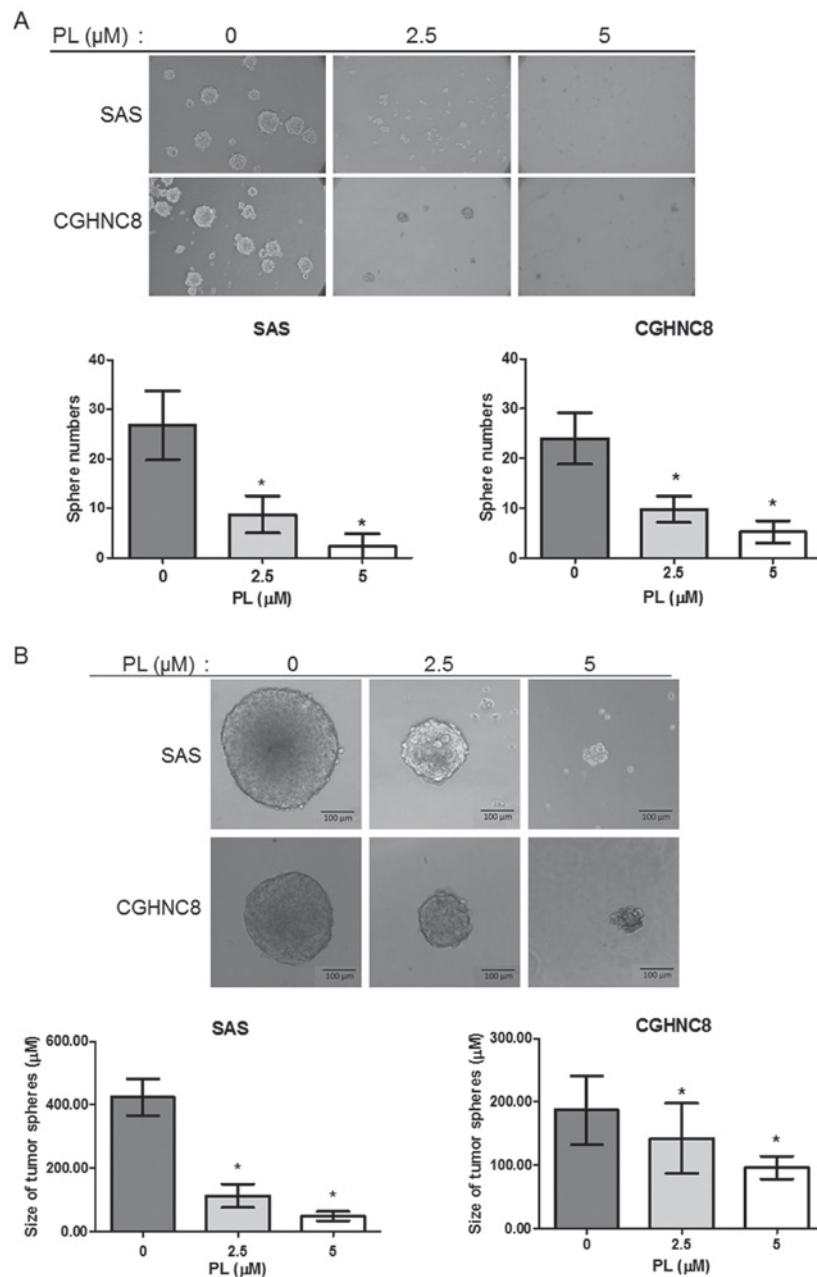 A
PL (µM) : 0 2.5 5
SAS
CGHNC8
SAS
Sphere numbers
40
30
20
10
0
* *
0 2.5 5
PL (µM)
CGHNC8
Sphere numbers
40
30
20
10
0
* *
0 2.5 5
PL (µM)
B
PL (µM) : 0 2.5 5
SAS
100 µm 100 µm 100 µm
CGHNC8
100 µm 100 µm 100 µm
SAS
Size of tumor spheres (µM)
600.00
400.00
200.00
0.00
* *
0 2.5 5
PL (µM)
CGHNC8
Size of tumor spheres (µM)
300.00
200.00
100.00
0.00
* *
0 2.5 5
PL (µM)